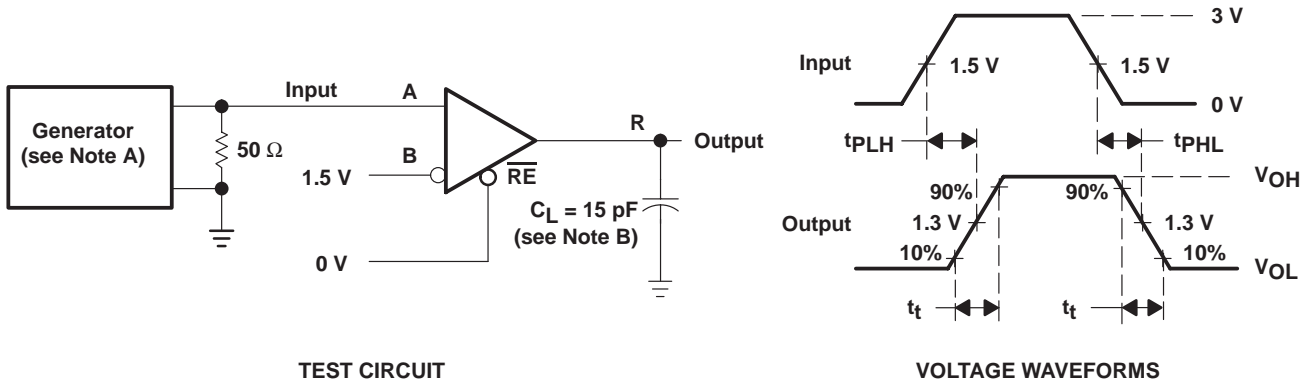 Generator
(see Note A)
50 Ω
Input
A
B
1.5 V
0 V
RE
R
Output
CL = 15 pF
(see Note B)
TEST CIRCUIT
3 V
Input
1.5 V
1.5 V
0 V
tPLH
tPHL
VOH
90%
90%
Output
1.3 V
1.3 V
10%
10%
VOL
tt
tt
VOLTAGE WAVEFORMS